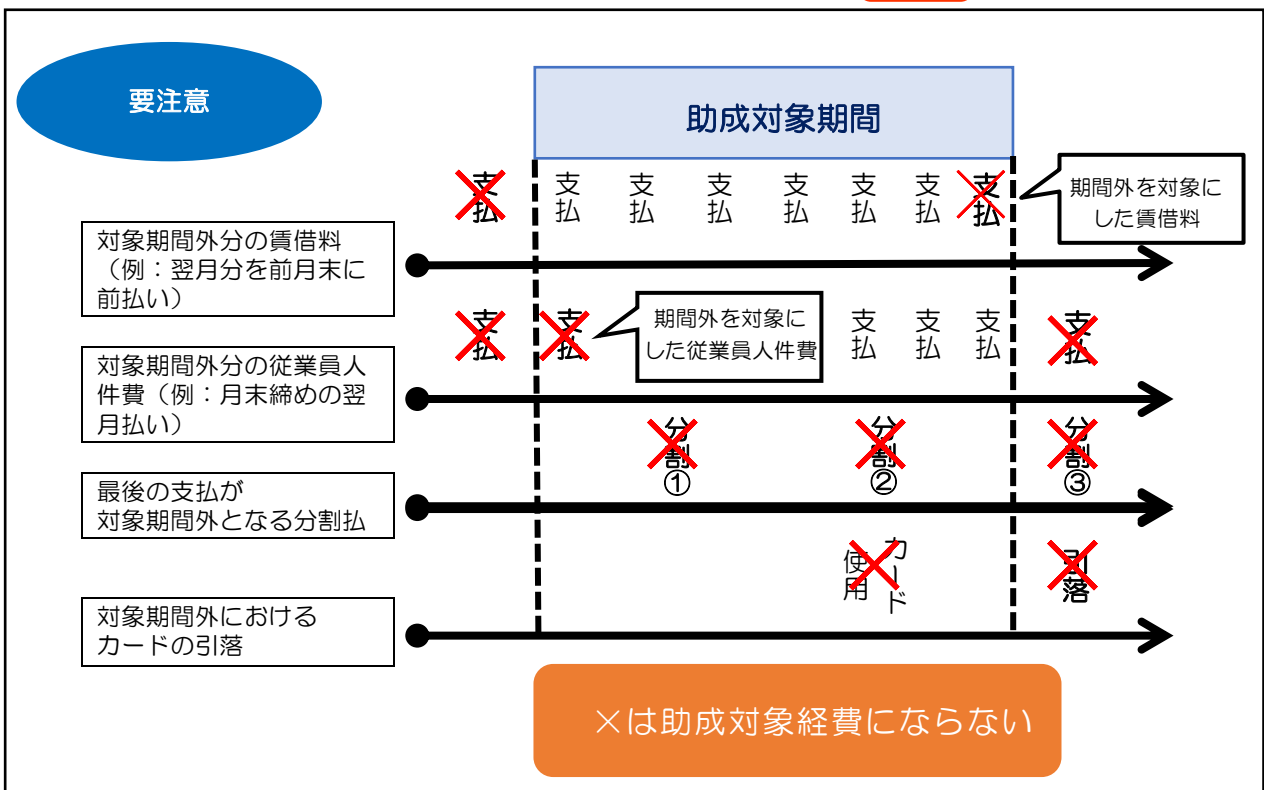 要注意
助成対象期間
支払
支払
支払
支払
支払
支払
支払
支払
期間外を対象に
した賃借料
対象期間外分の賃借料
（例：翌月分を前月末に
前払い）
支払
支払
期間外を対象に
した従業員人件費
支払
支払
支払
支払
対象期間外分の従業員人
件費（例：月末締めの翌
月払い）
分割①
分割②
分割③
最後の支払が
対象期間外となる分割払
カード
使用
引落
対象期間外における
カードの引落
×は助成対象経費にならない